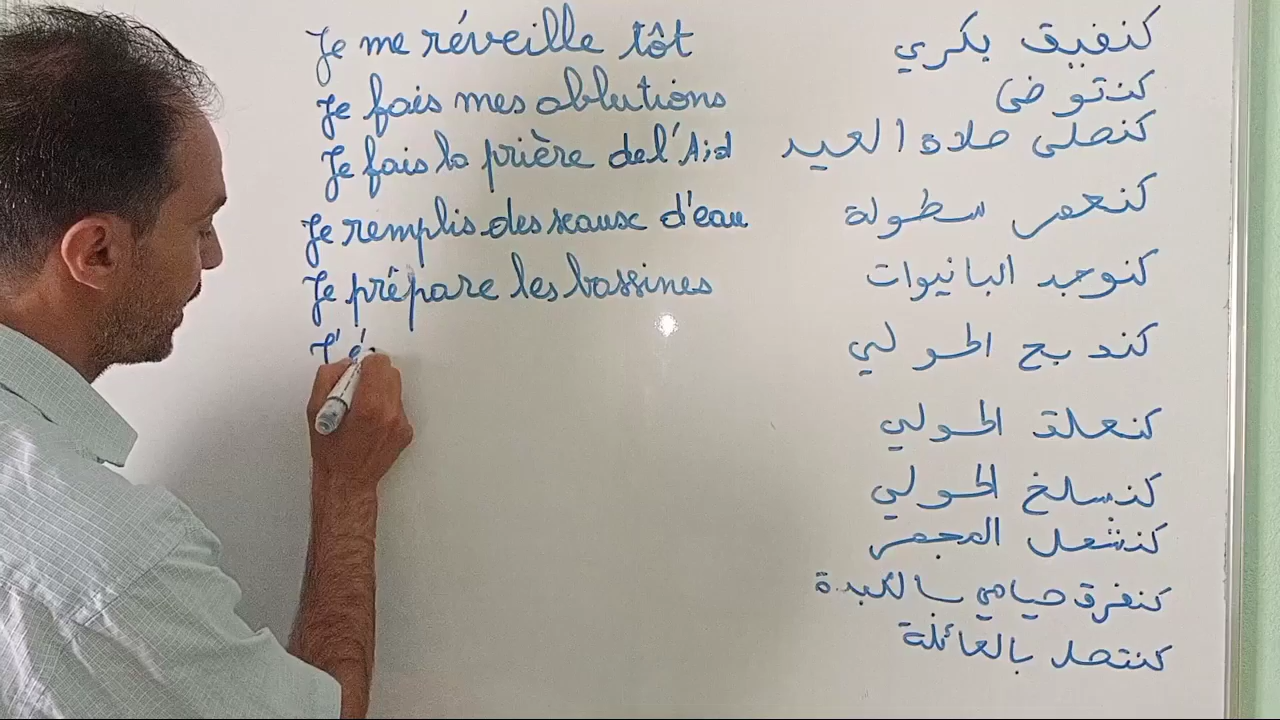 Je me réveille tôt كنفيق بكري
Je fais mes ablutions كنتوضى
Je fais la prière de l'Aid كنصلى صلاة العيد
Je remplis des seaux d'eau كنعمر سطولة
Je prépare les bassines كنوجد البانيوات
J'é كندبح الحولي
كنعلق الحولي
كنسلخ الحولي
كنشعل المجمر
كنفرق صيامي بالكبدة
كنتصل بالعائلة